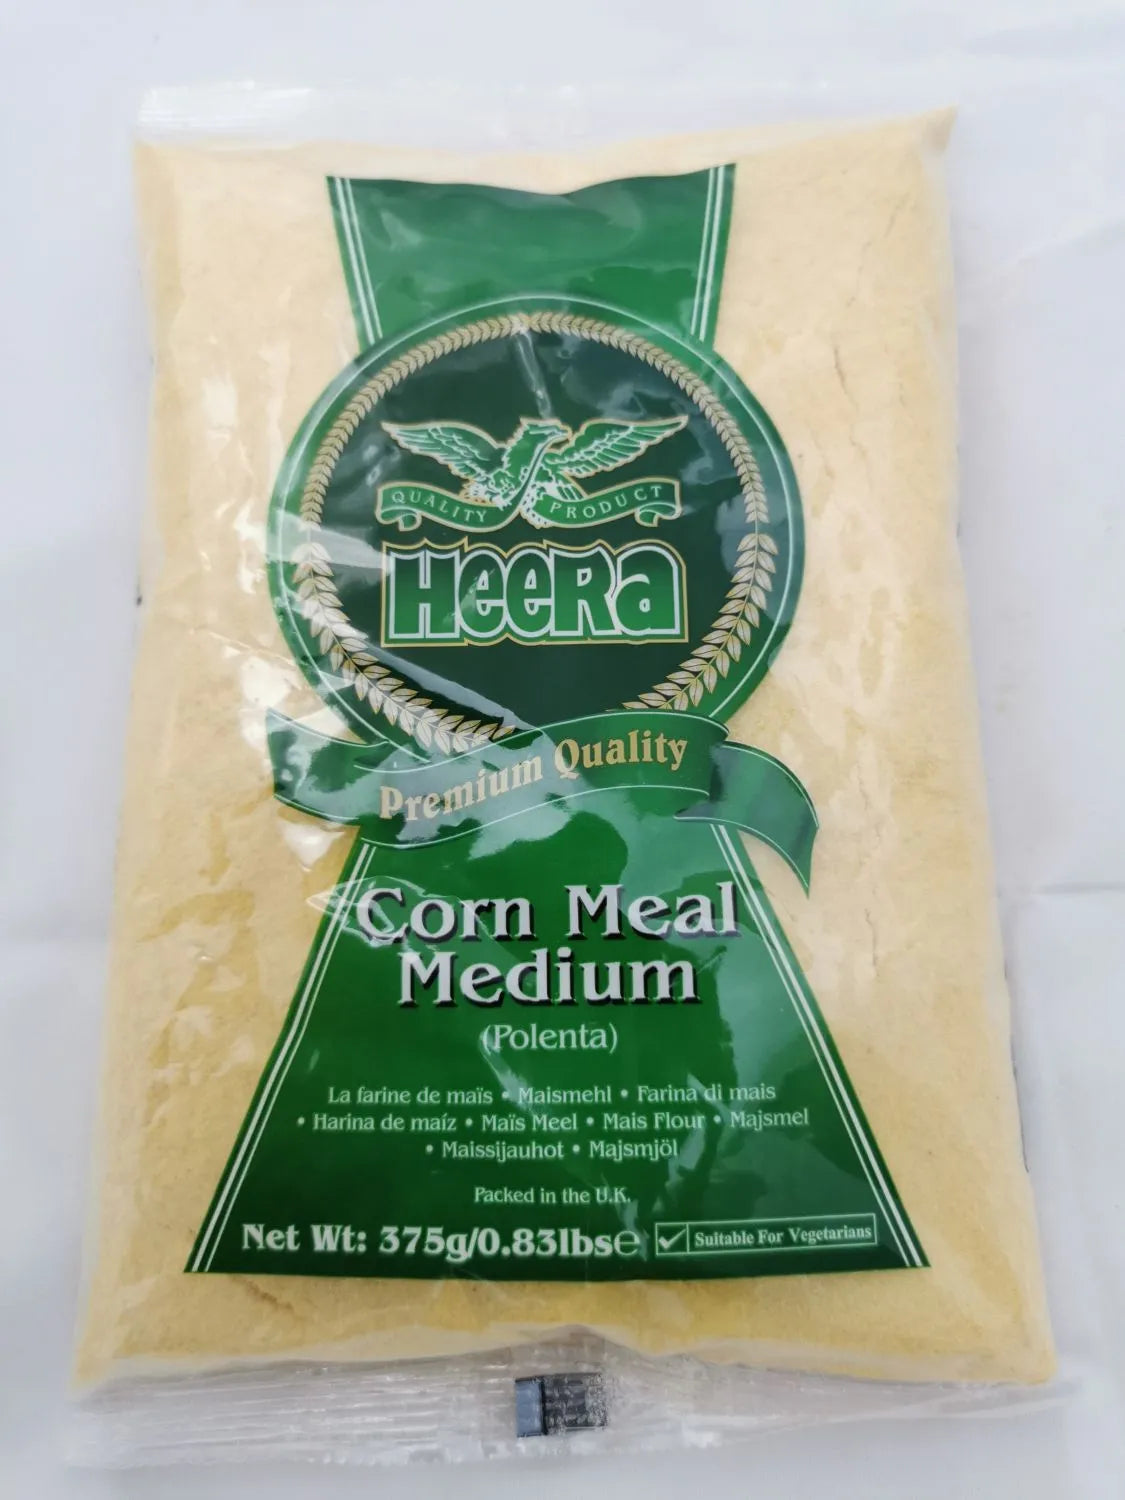 QUALITY PRODUCT
HeeRa
Premium Quality
Corn Meal
Medium
(Polenta)
La farine de maïs • Maismehl • Farina di mais
• Harina de maíz • Maïs Meel • Mais Flour • Majsmel
• Maissijauhot • Majsmjöl
Packed in the U.K.
Net Wt: 375g/0.83lbs℮
Suitable For Vegetarians